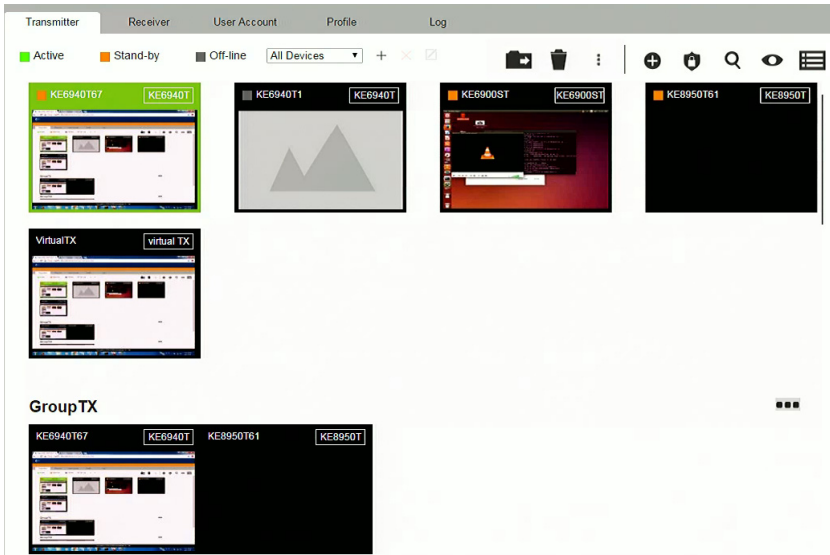 Transmitter Receiver User Account Profile Log
Active Stand-by Off-line All Devices
KE6940T67 KE6940T KE6940T1 KE6940T KE6900ST KE6900ST KE8950T61 KE8950T
VirtualTX virtual TX
GroupTX
KE6940T67 KE6940T KE8950T61 KE8950T